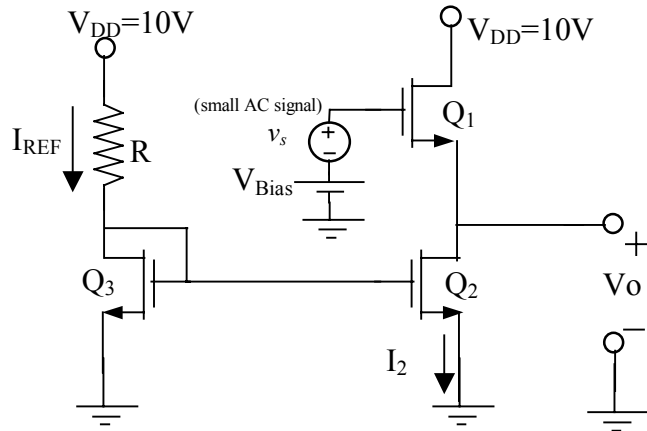 V_DD=10V
V_DD=10V
(small AC signal)
v_s
+
−
Q_1
I_REF
R
V_Bias
Q_3
Q_2
+
Vo
−
I_2